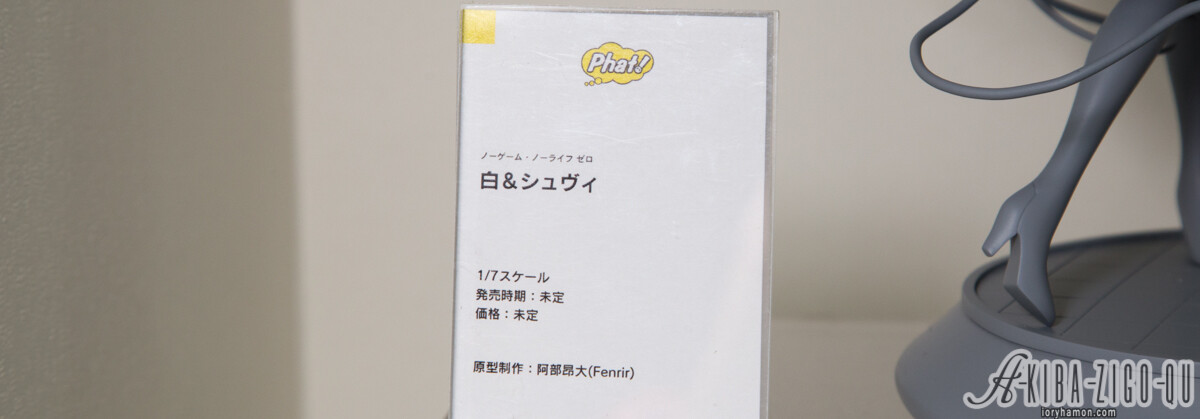 Phat!
ノーゲーム・ノーライフ ゼロ
白&シュヴィ
1/7スケール
発売時期：未定
価格：未定
原型制作：阿部昂大(Fenrir)
A-KIBA-ZIGO-QU
ioryhamon.com